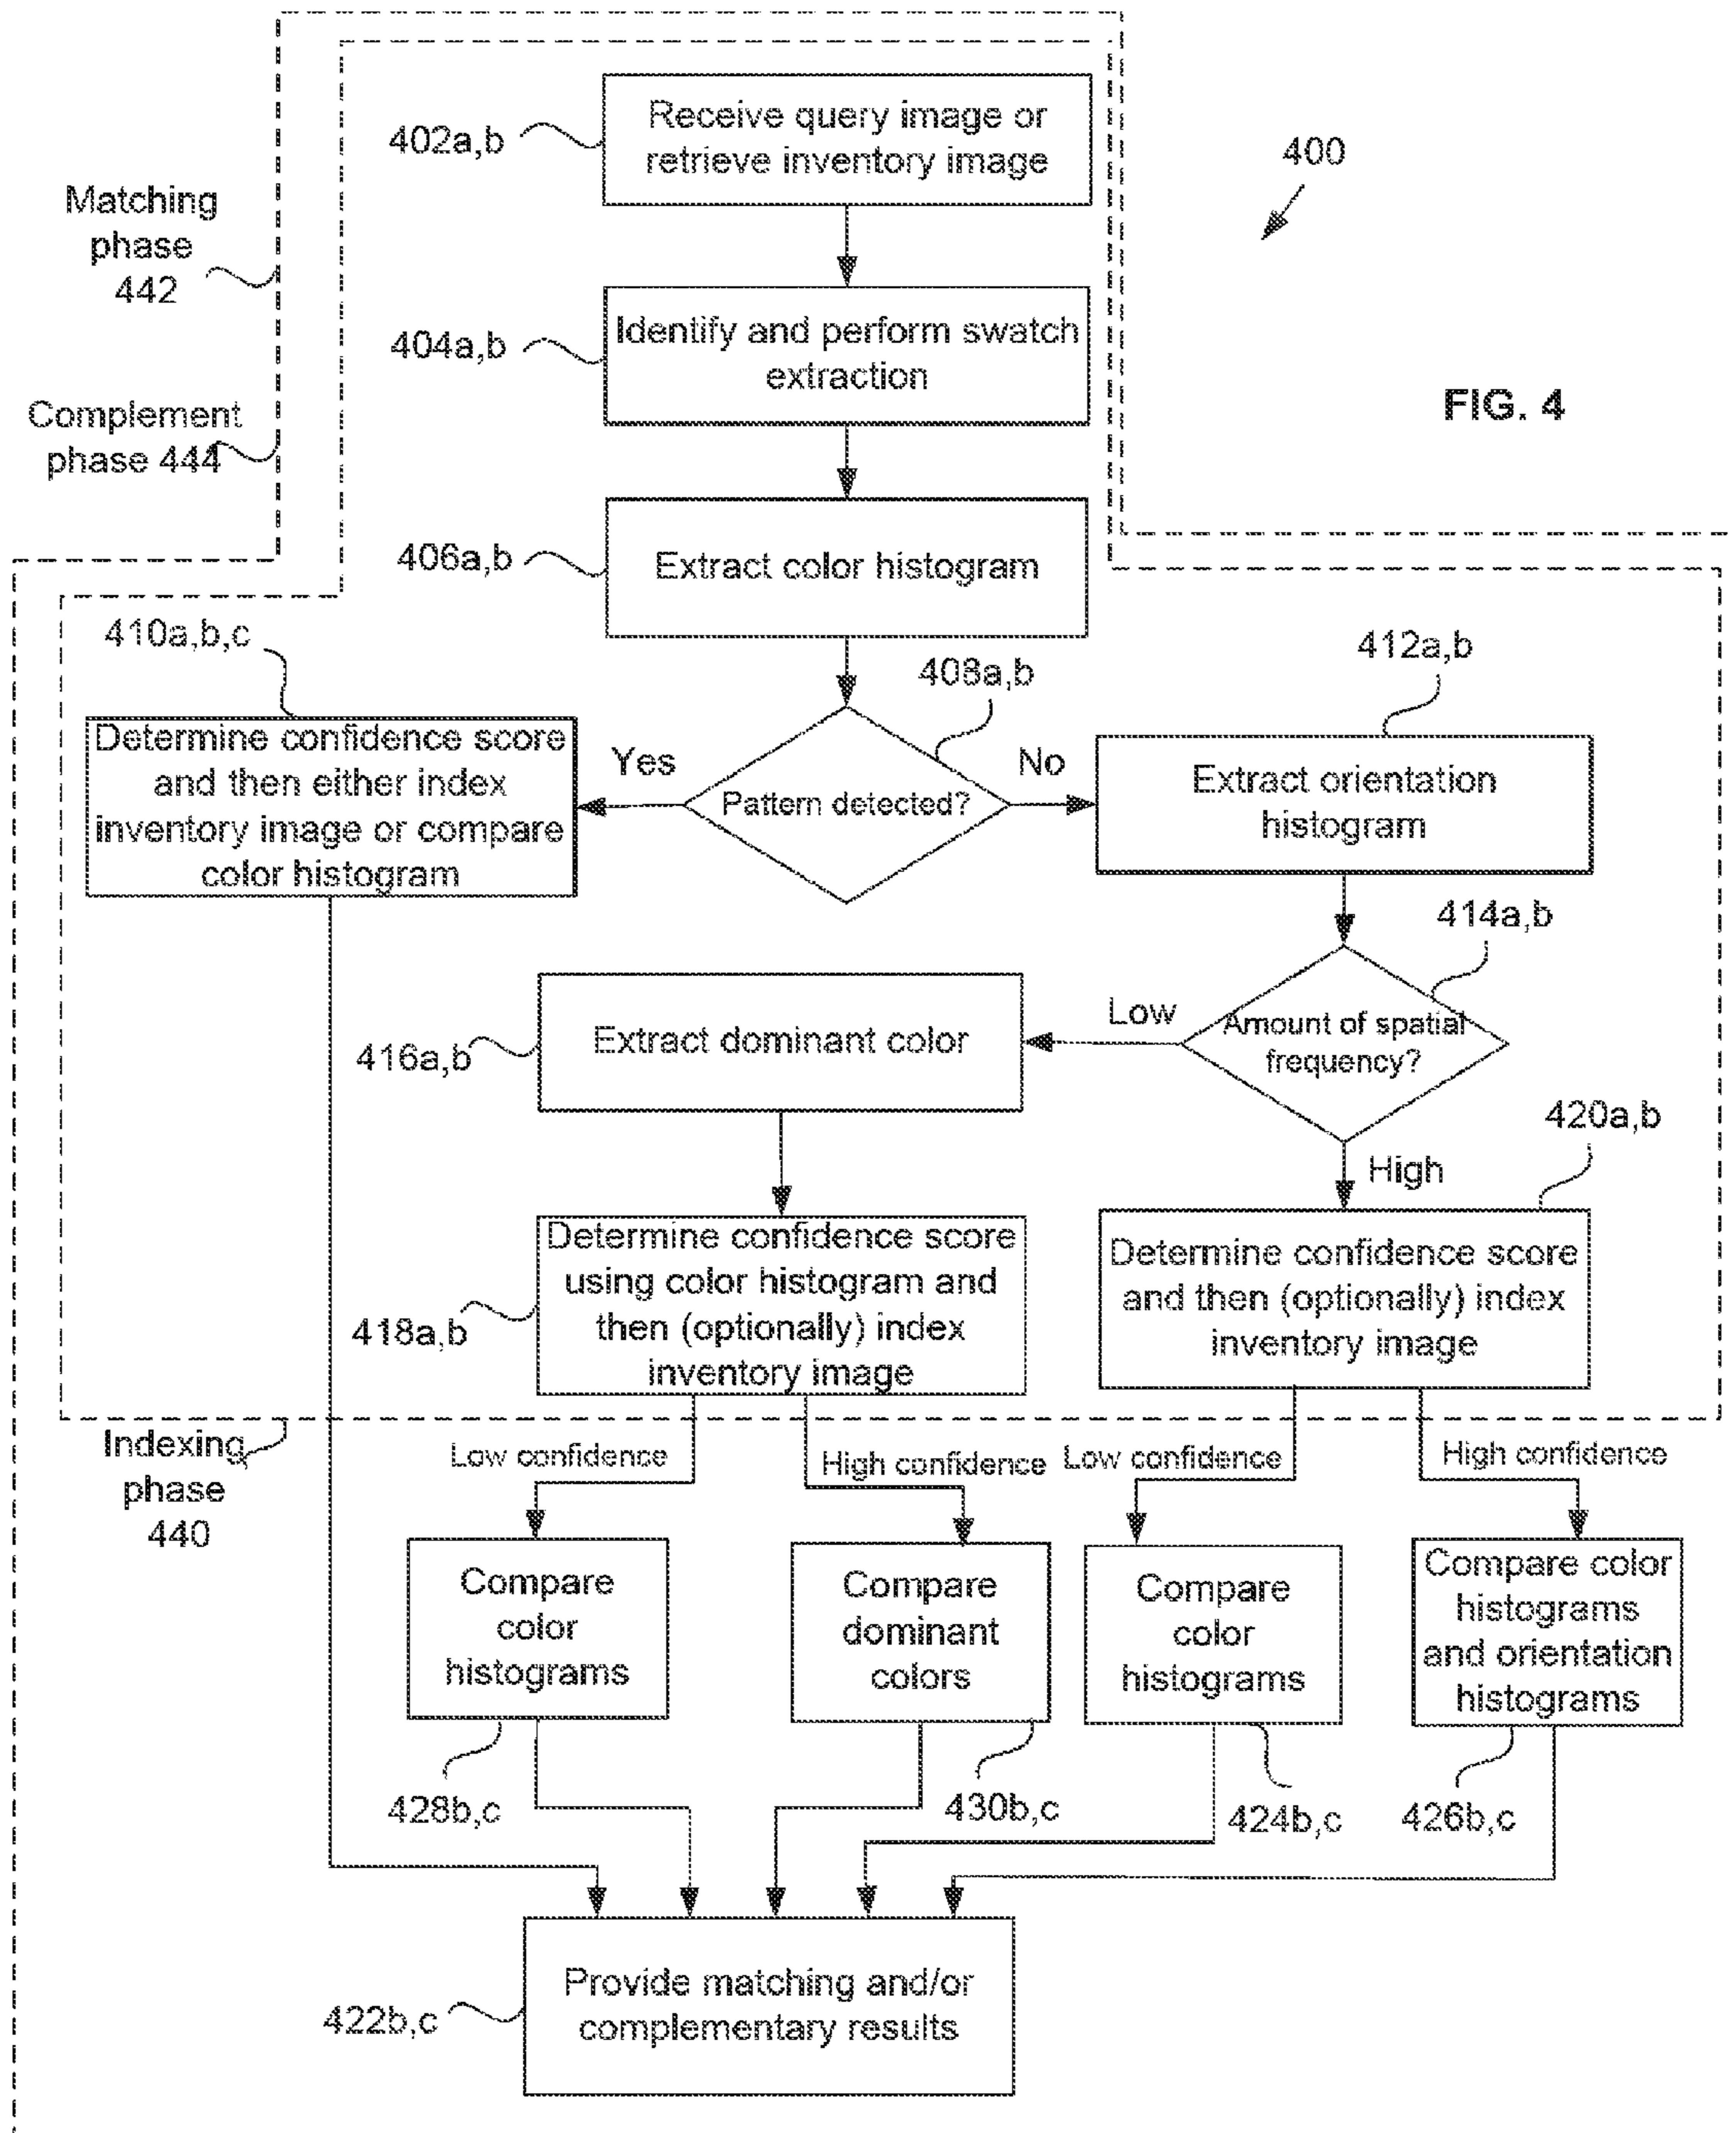 Receive query image or
retrieve inventory image
402a,b
400
Matching
phase
442
Identify and perform swatch
extraction
404a,b
FIG. 4
Complement
phase 444
Extract color histogram
406a,b
410a,b,c
408a,b
412a,b
Determine confidence score
and then either index
inventory image or compare
color histogram
Yes
Pattern detected?
No
Extract orientation
histogram
414a,b
Extract dominant color
416a,b
Low
Amount of spatial
frequency?
High
420a,b
Determine confidence score
using color histogram and
then (optionally) index
inventory image
418a,b
Determine confidence score
and then (optionally) index
inventory image
Indexing
phase
440
Low confidence
High confidence
Low confidence
High confidence
Compare
color
histograms
Compare
dominant
colors
Compare
color
histograms
Compare color
histograms
and orientation
histograms
428b,c
430b,c
424b,c
426b,c
Provide matching and/or
complementary results
422b,c